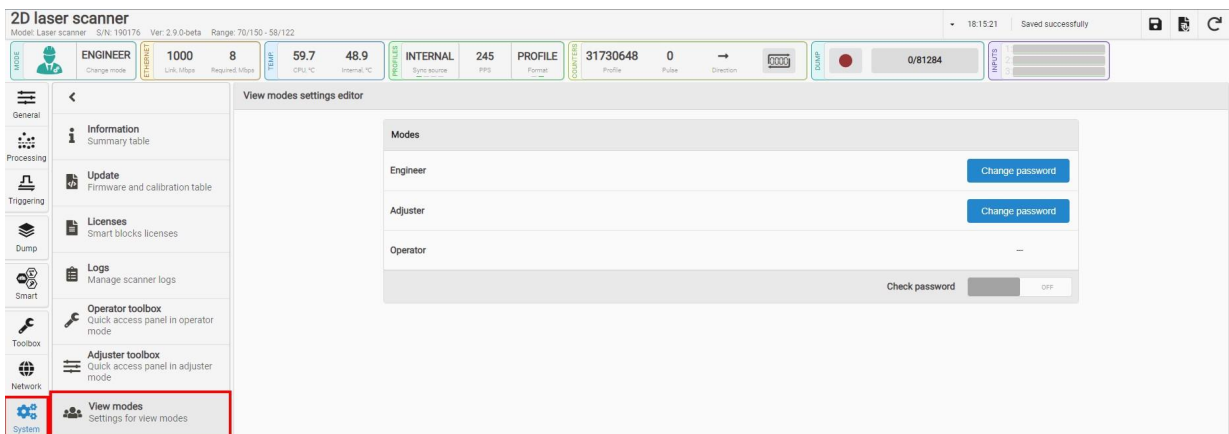 2D laser scanner
Model: Laser scanner S/N: 190176 Ver: 2.9.0-beta Range: 70/150 - 58/122
18:15:21 Saved successfully
MODE
ENGINEER
Change mode
ETHERNET
1000 8
Link, Mbps Required, Mbps
TEMP.
59.7 48.9
CPU, °C Internal, °C
PROFILES
INTERNAL 245 PROFILE
Sync source PPS Format
COUNTERS
31730648 0 →
Profile Pulse Direction
DUMP
0/81284
INPUTS
1
2
3
General
Processing
Triggering
Dump
Smart
Toolbox
Network
System
Information
Summary table
Update
Firmware and calibration table
Licenses
Smart blocks licenses
Logs
Manage scanner logs
Operator toolbox
Quick access panel in operator
mode
Adjuster toolbox
Quick access panel in adjuster
mode
View modes
Settings for view modes
View modes settings editor
Modes
Engineer Change password
Adjuster Change password
Operator —
Check password OFF